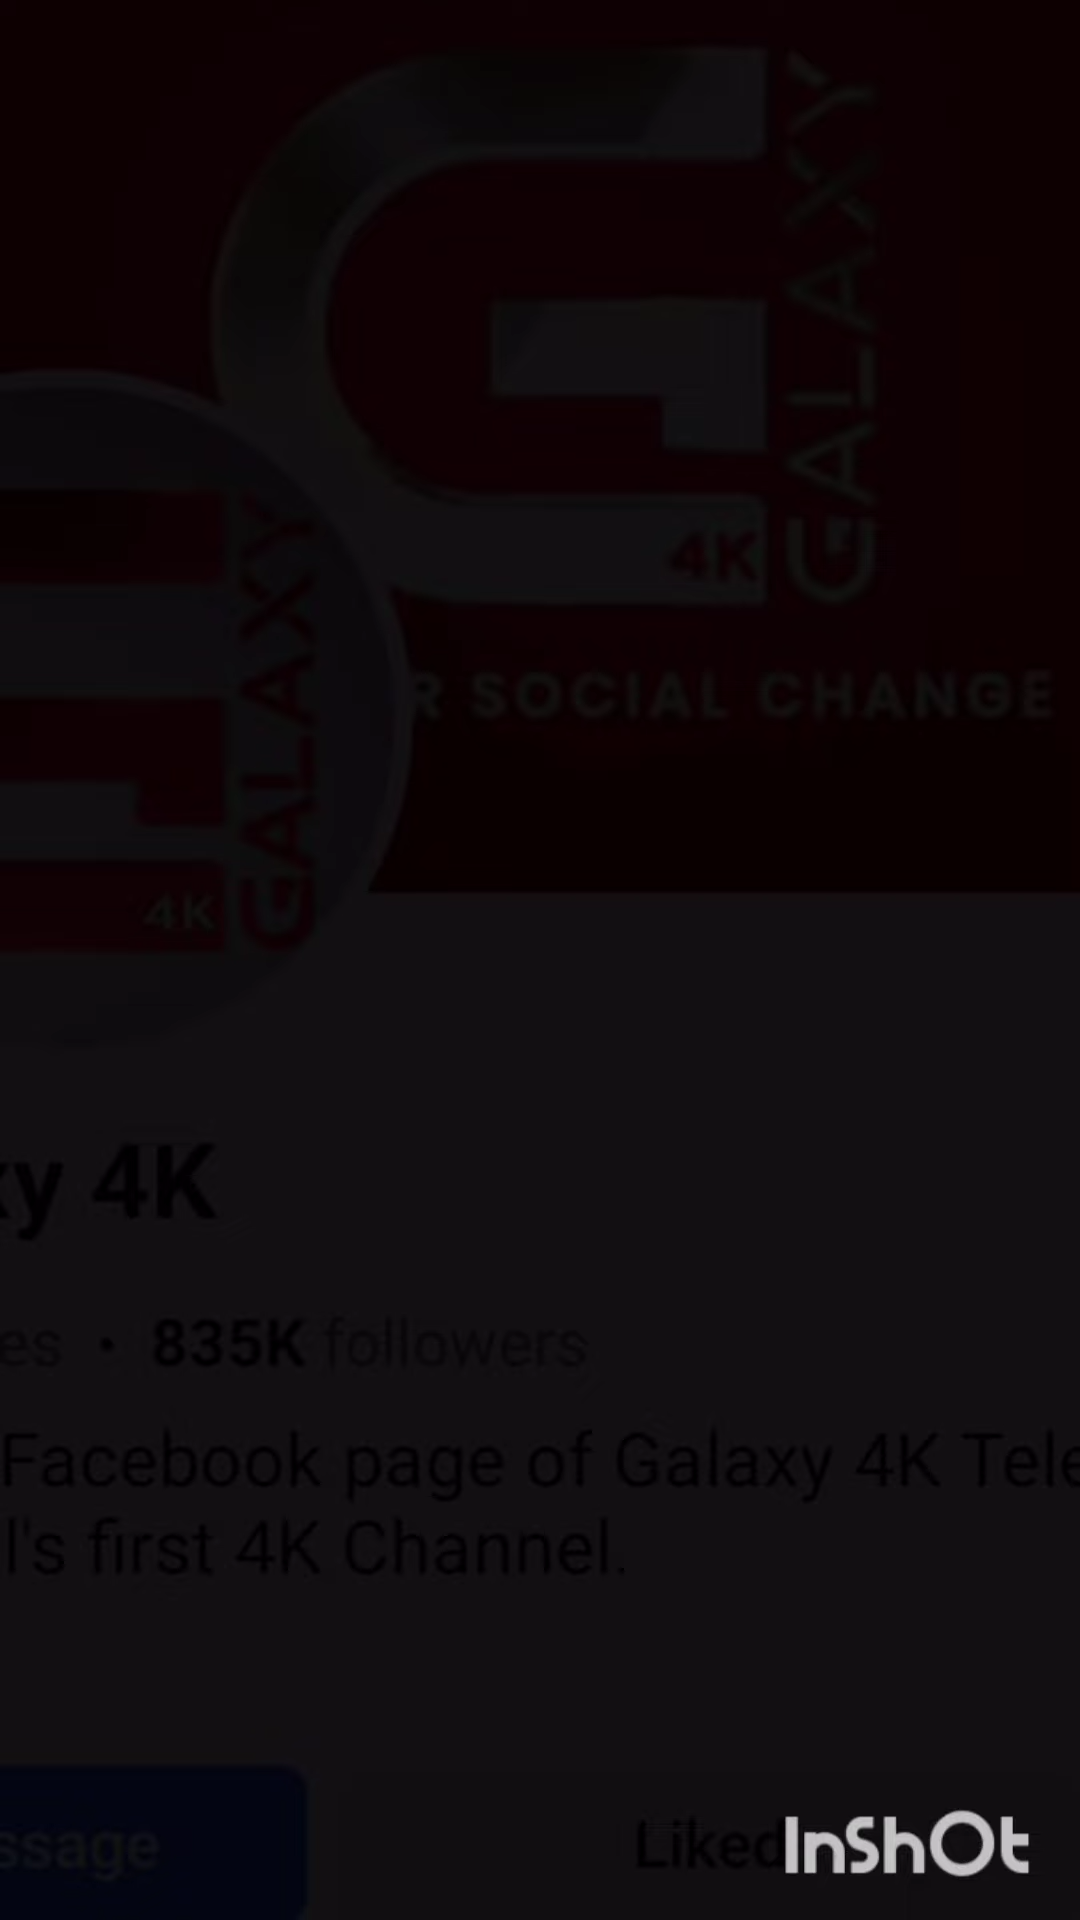 GALAXY
4K
R SOCIAL CHANGE
GALAXY
4K
xy 4K
es • 835K followers
Facebook page of Galaxy 4K Tele
l's first 4K Channel.
ssage
Liked
InShOt